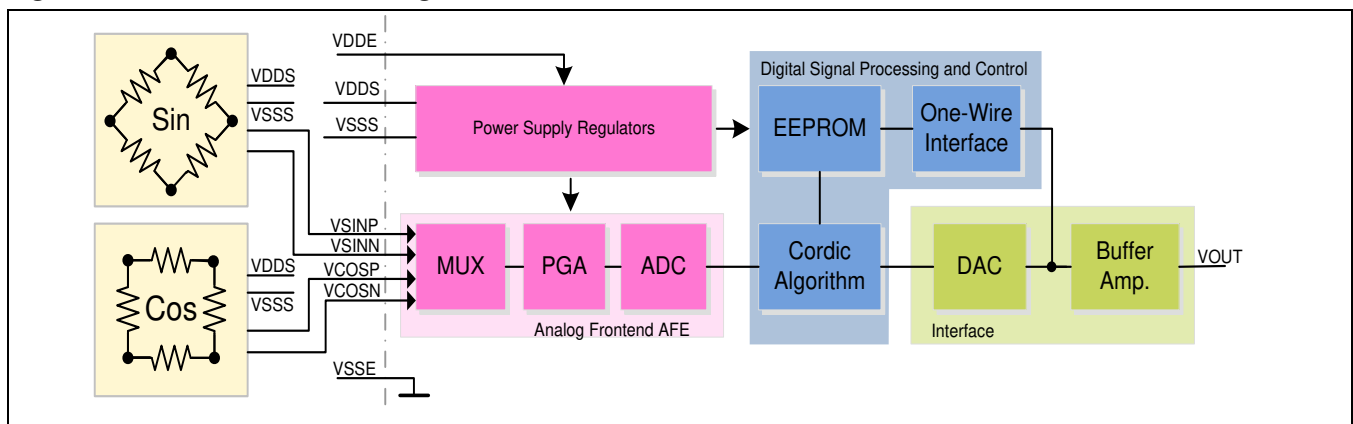 VDDE
VDDS
VSSS
Sin
VDDS
VSSS
Power Supply Regulators
Digital Signal Processing and Control
EEPROM
One-Wire
Interface
VSINP
VSINN
VCOSP
VCOSN
VDDS
VSSS
Cos
MUX
PGA
ADC
Analog Frontend AFE
Cordic
Algorithm
DAC
Buffer
Amp.
VOUT
Interface
VSSE